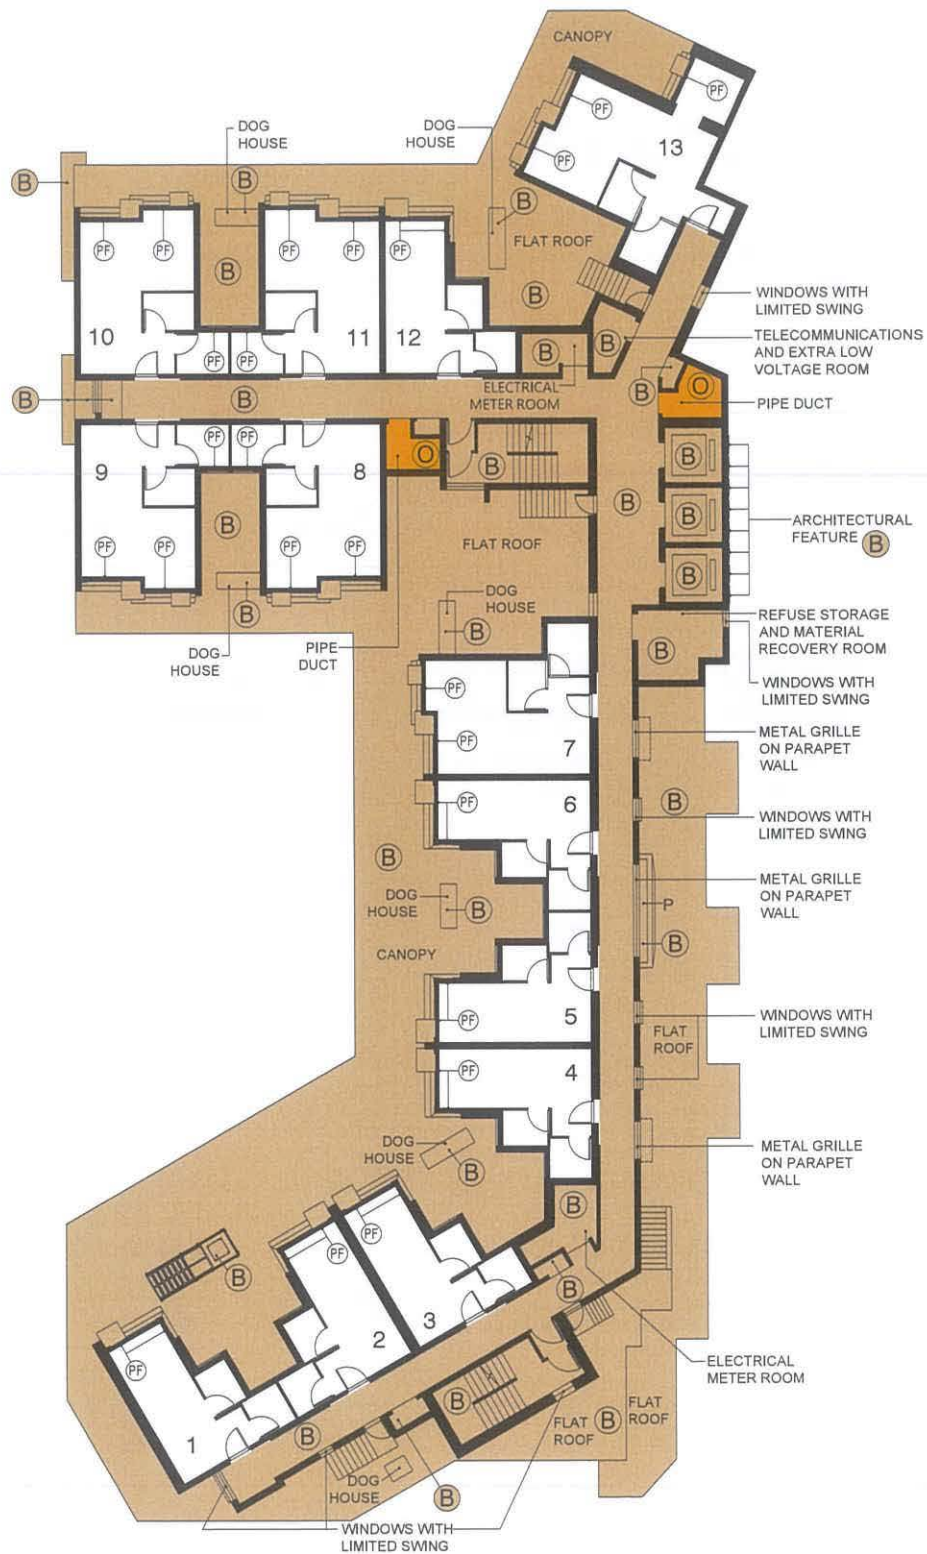 CANOPY
PF
PF
PF
13
DOG
HOUSE
DOG
HOUSE
B
B
B
FLAT ROOF
B
B
PF
PF
PF
PF
10
11
12
PF
PF
B
B
WINDOWS WITH
LIMITED SWING
TELECOMMUNICATIONS
AND EXTRA LOW
VOLTAGE ROOM
B
ELECTRICAL
METER ROOM
B
O
PIPE DUCT
B
B
9
8
PF
PF
O
B
B
B
B
B
B
ARCHITECTURAL
FEATURE B
FLAT ROOF
PF
PF
PF
PF
B
DOG
HOUSE
B
DOG
HOUSE
PIPE
DUCT
REFUSE STORAGE
AND MATERIAL
RECOVERY ROOM
B
WINDOWS WITH
LIMITED SWING
PF
PF
7
METAL GRILLE
ON PARAPET
WALL
PF
6
B
WINDOWS WITH
LIMITED SWING
B
DOG
HOUSE
B
METAL GRILLE
ON PARAPET
WALL
P
B
CANOPY
PF
5
WINDOWS WITH
LIMITED SWING
FLAT
ROOF
PF
4
DOG
HOUSE
B
METAL GRILLE
ON PARAPET
WALL
B
PF
PF
B
B
3
2
PF
1
ELECTRICAL
METER ROOM
B
B
FLAT
ROOF
B
FLAT
ROOF
DOG
HOUSE
B
WINDOWS WITH
LIMITED SWING